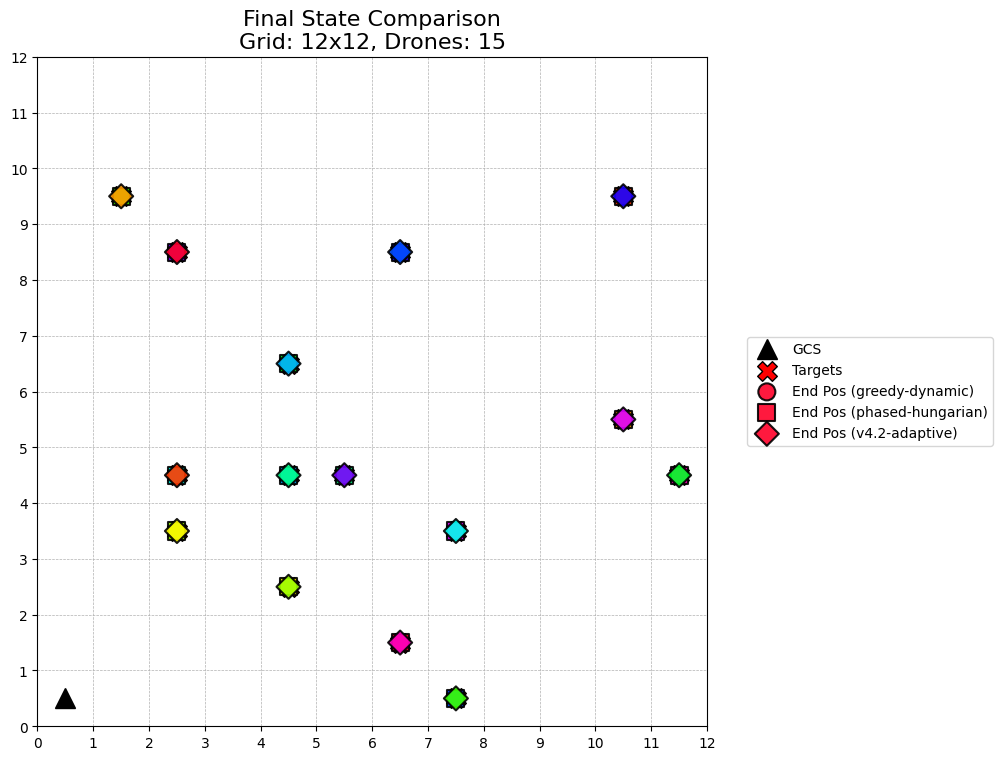 Final State Comparison
Grid: 12x12, Drones: 15
12
11
10
9
8
7
6
5
4
3
2
1
0
0 1 2 3 4 5 6 7 8 9 10 11 12
GCS
Targets
End Pos (greedy-dynamic)
End Pos (phased-hungarian)
End Pos (v4.2-adaptive)